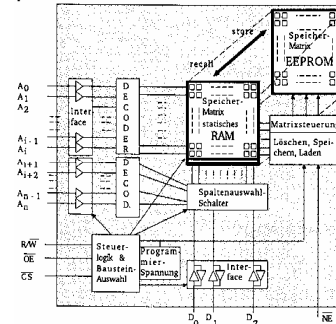 store
recall
Speicher-
Matrix
EEPROM
Speicher-
Matrix
statisches
RAM
A0
A1
A2
Ai-1
Ai
Inter
face
DECODER
Matrixsteuerung
Löschen, Spei-
chern, Laden
Ai+1
Ai+2
An-1
An
DECOD.
Spaltenauswahl-
Schalter
R/W
OE
CS
Steuer-
logik &
Baustein-
Auswahl
Program-
mier-
Spannung
Inter
face
D0 D1 D7
NE